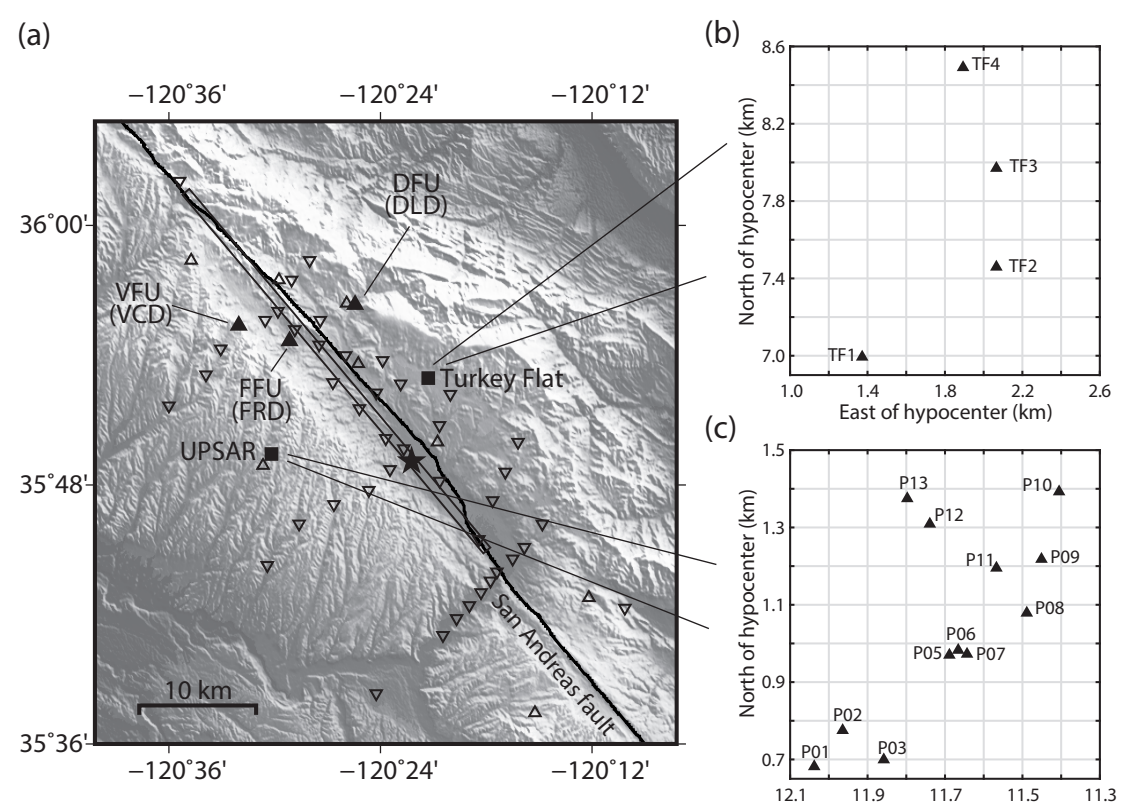 (a)
−120˚36'
−120˚24'
−120˚12'
36˚00'
35˚48'
35˚36'
DFU
(DLD)
VFU
(VCD)
FFU
(FRD)
Turkey Flat
UPSAR
San Andreas fault
10 km
−120˚36'
−120˚24'
−120˚12'
(b)
North of hypocenter (km)
8.6
8.2
7.8
7.4
7.0
TF4
TF3
TF2
TF1
1.0
1.4
1.8
2.2
2.6
East of hypocenter (km)
(c)
North of hypocenter (km)
1.5
1.3
1.1
0.9
0.7
P13
P10
P12
P11
P09
P08
P06
P05
P07
P02
P01
P03
12.1
11.9
11.7
11.5
11.3